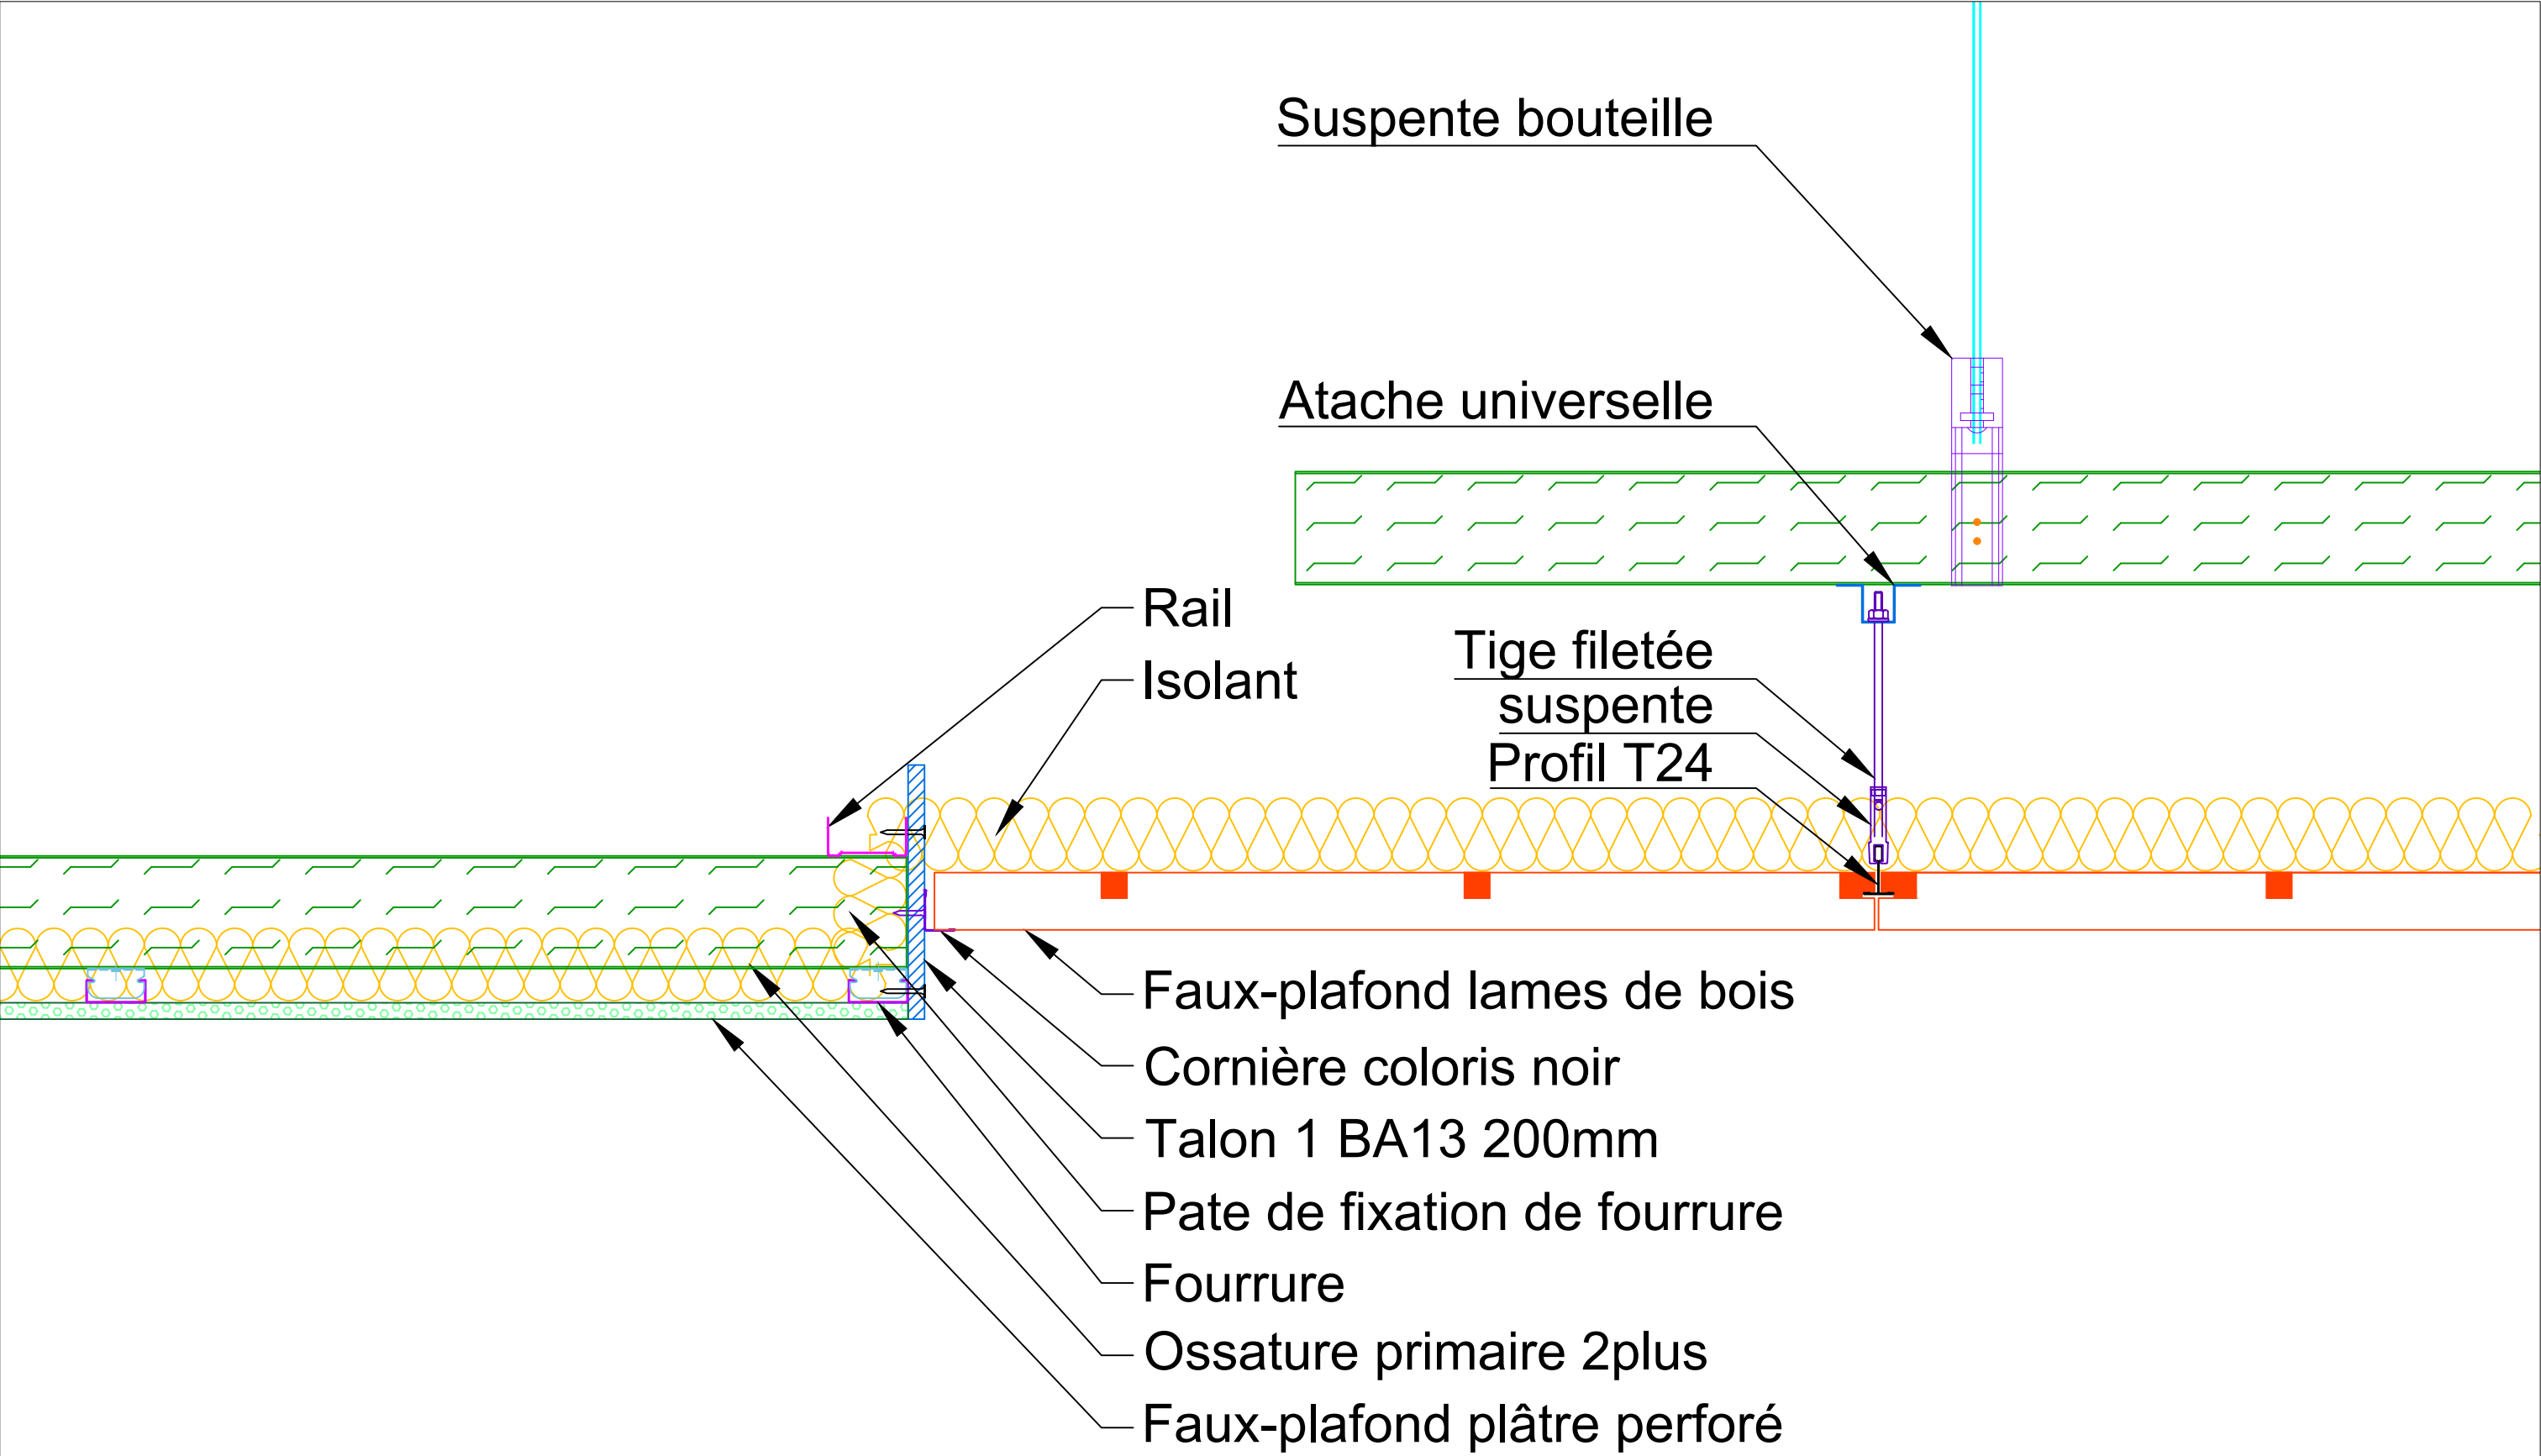 Suspente bouteille
Atache universelle
Rail
Isolant
Tige filetée
suspente
Profil T24
Faux-plafond lames de bois
Cornière coloris noir
Talon 1 BA13 200mm
Pate de fixation de fourrure
Fourrure
Ossature primaire 2plus
Faux-plafond plâtre perforé